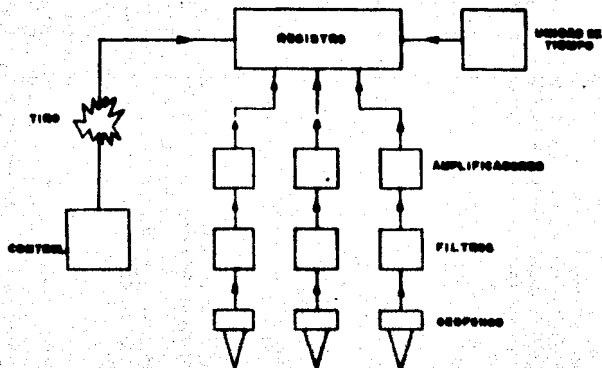 REGISTRO
UNIDAD DE
TIEMPO
TIRO
AMPLIFICADORES
CONTROL
FILTROS
GEOFONOS